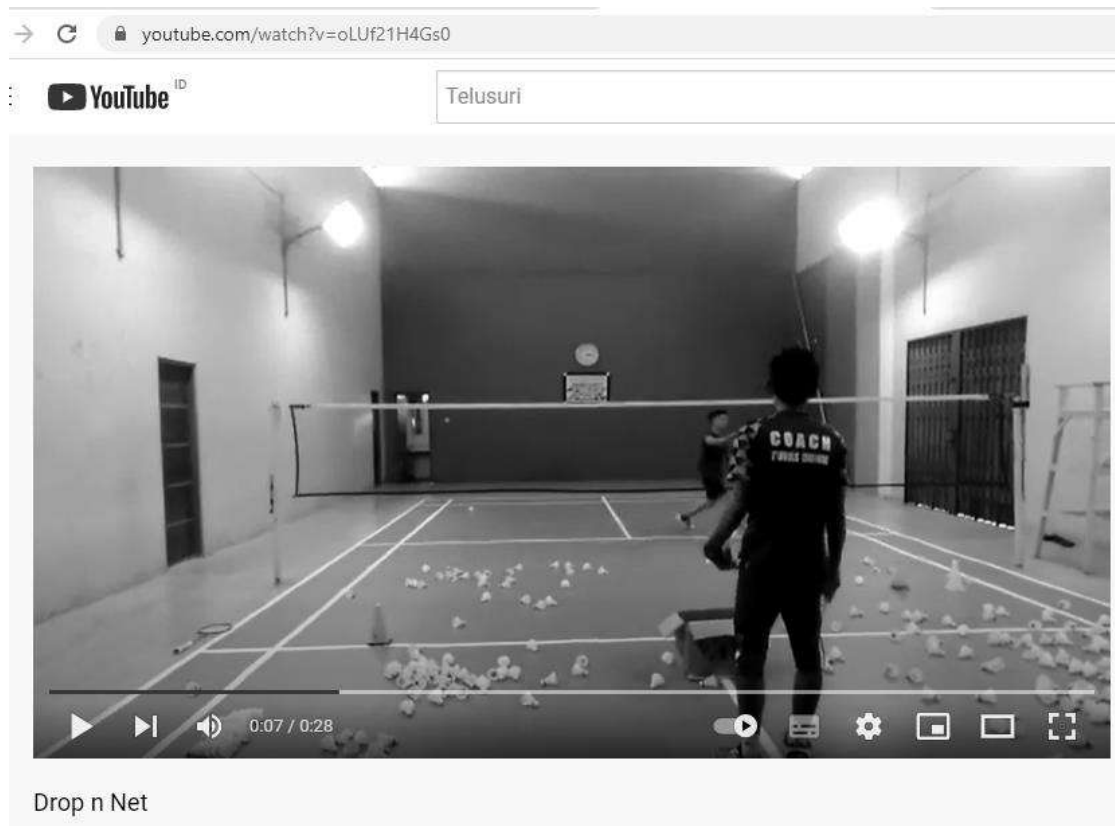 youtube.com/watch?v=oLUf21H4Gs0
YouTube ID
Telusuri
COACH
0:07 / 0:28
Drop n Net